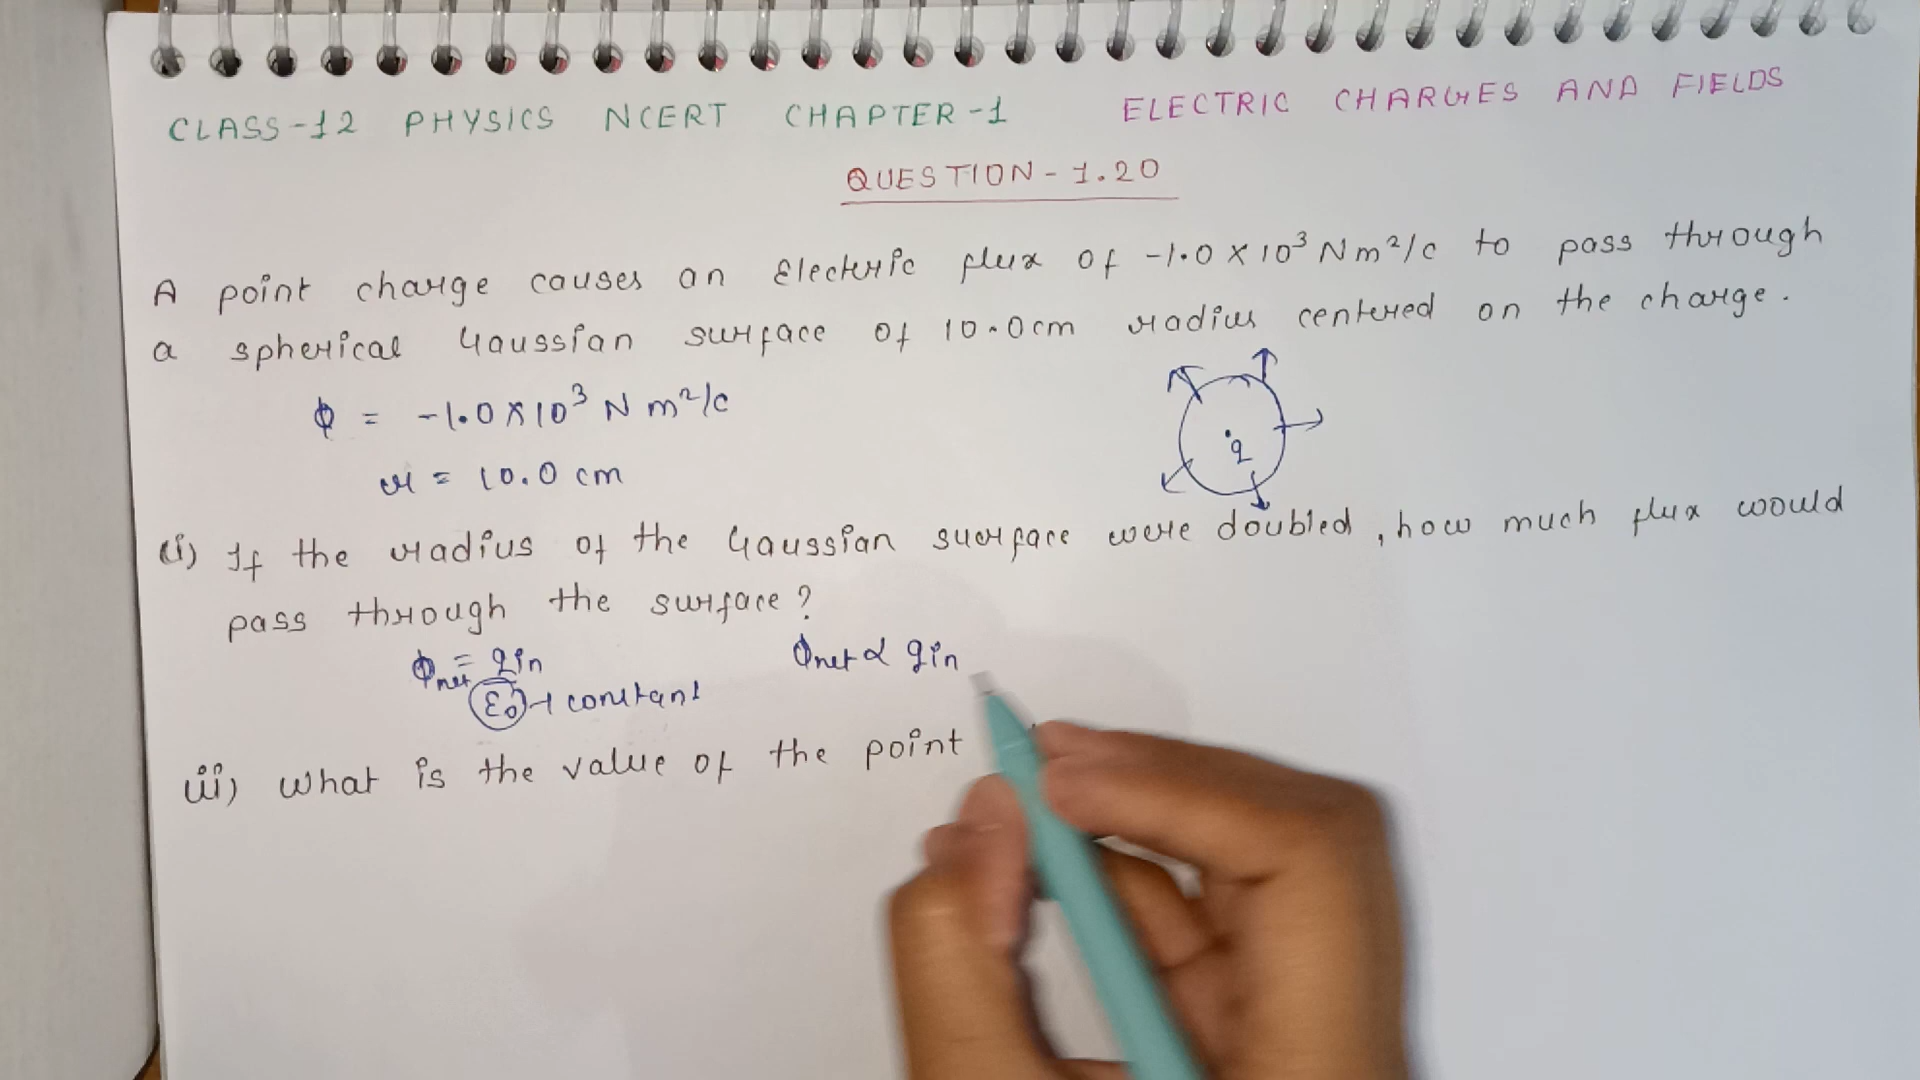 CLASS-12 PHYSICS NCERT CHAPTER-1 ELECTRIC CHARGES AND FIELDS
QUESTION-1.20
A point charge causes an Electric flux of -1.0 × 10³ Nm²/c to pass through
a spherical Gaussian surface of 10.0cm radius centered on the charge.
ϕ = -1.0 × 10³ N m²/c
r = 10.0 cm
q
(i) If the radius of the Gaussian surface were doubled, how much flux would
pass through the surface?
ϕnet = qin / ε₀ → constant
ϕnet ∝ qin
ii) What is the value of the point